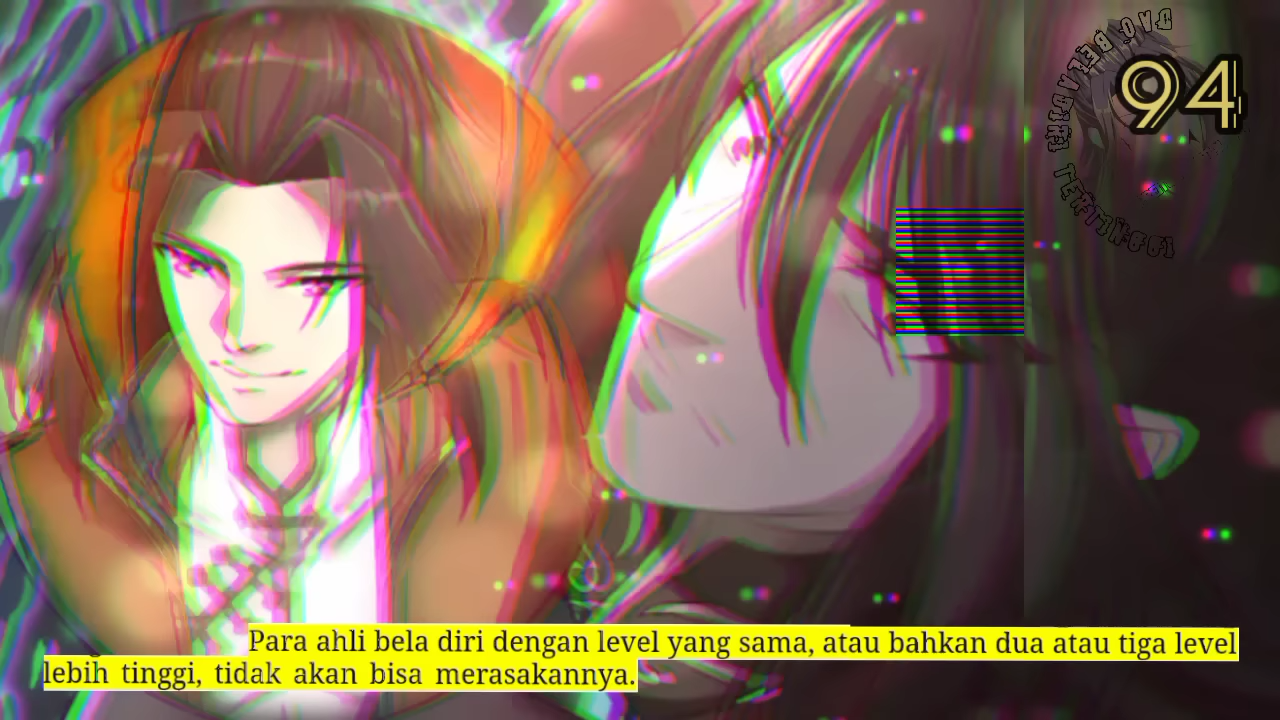 94
Para ahli bela diri dengan level yang sama, atau bahkan dua atau tiga level
lebih tinggi, tidak akan bisa merasakannya.